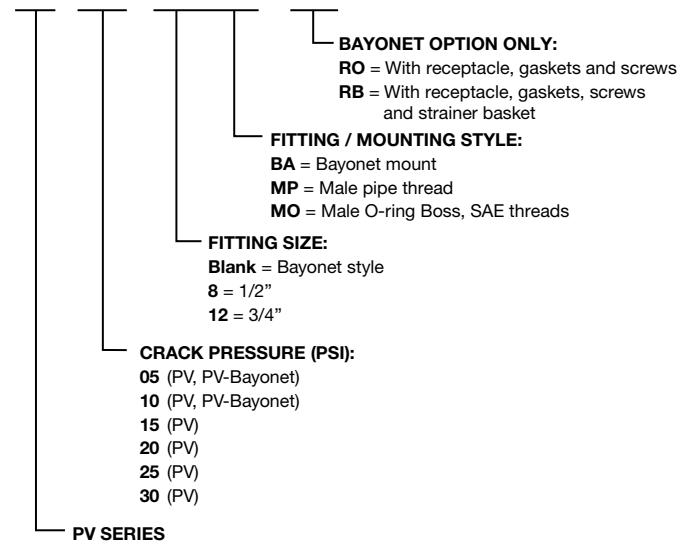 BAYONET OPTION ONLY:
RO = With receptacle, gaskets and screws
RB = With receptacle, gaskets, screws
and strainer basket
FITTING / MOUNTING STYLE:
BA = Bayonet mount
MP = Male pipe thread
MO = Male O-ring Boss, SAE threads
FITTING SIZE:
Blank = Bayonet style
8 = 1/2”
12 = 3/4”
CRACK PRESSURE (PSI):
05 (PV, PV-Bayonet)
10 (PV, PV-Bayonet)
15 (PV)
20 (PV)
25 (PV)
30 (PV)
PV SERIES